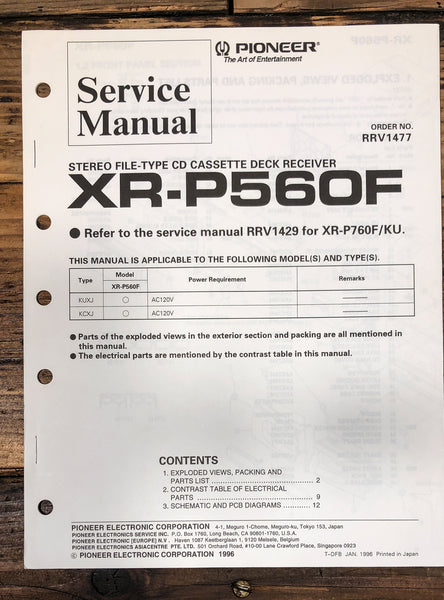 PIONEER®
The Art of Entertainment
Service
Manual
ORDER NO.
RRV1477
STEREO FILE-TYPE CD CASSETTE DECK RECEIVER
XR-P560F
● Refer to the service manual RRV1429 for XR-P760F/KU.
THIS MANUAL IS APPLICABLE TO THE FOLLOWING MODEL(S) AND TYPE(S).
Type Model Power Requirement Remarks
XR-P560F
KUXJ ○ AC120V ———
KCXJ ○ AC120V ———
● Parts of the exploded views in the exterior section and packing are all mentioned in
this manual.
● The electrical parts are mentioned by the contrast table in this manual.
CONTENTS
1. EXPLODED VIEWS, PACKING AND
PARTS LIST ........ 2
2. CONTRAST TABLE OF ELECTRICAL
PARTS ........ 9
3. SCHEMATIC AND PCB DIAGRAMS ........ 12
PIONEER ELECTRONIC CORPORATION 4-1, Meguro 1-Chome, Meguro-ku, Tokyo 153, Japan
PIONEER ELECTRONICS SERVICE INC. P.O. Box 1760, Long Beach, CA 90801-1760, U.S.A.
PIONEER ELECTRONIC [EUROPE] N.V. Haven 1087 Keetberglaan 1, 9120 Melsele, Belgium
PIONEER ELECTRONICS ASIACENTRE PTE. LTD. 501 Orchard Road, #10-00 Lane Crawford Place, Singapore 0923
© PIONEER ELECTRONIC CORPORATION 1996 T-DFB JAN. 1996 Printed in Japan